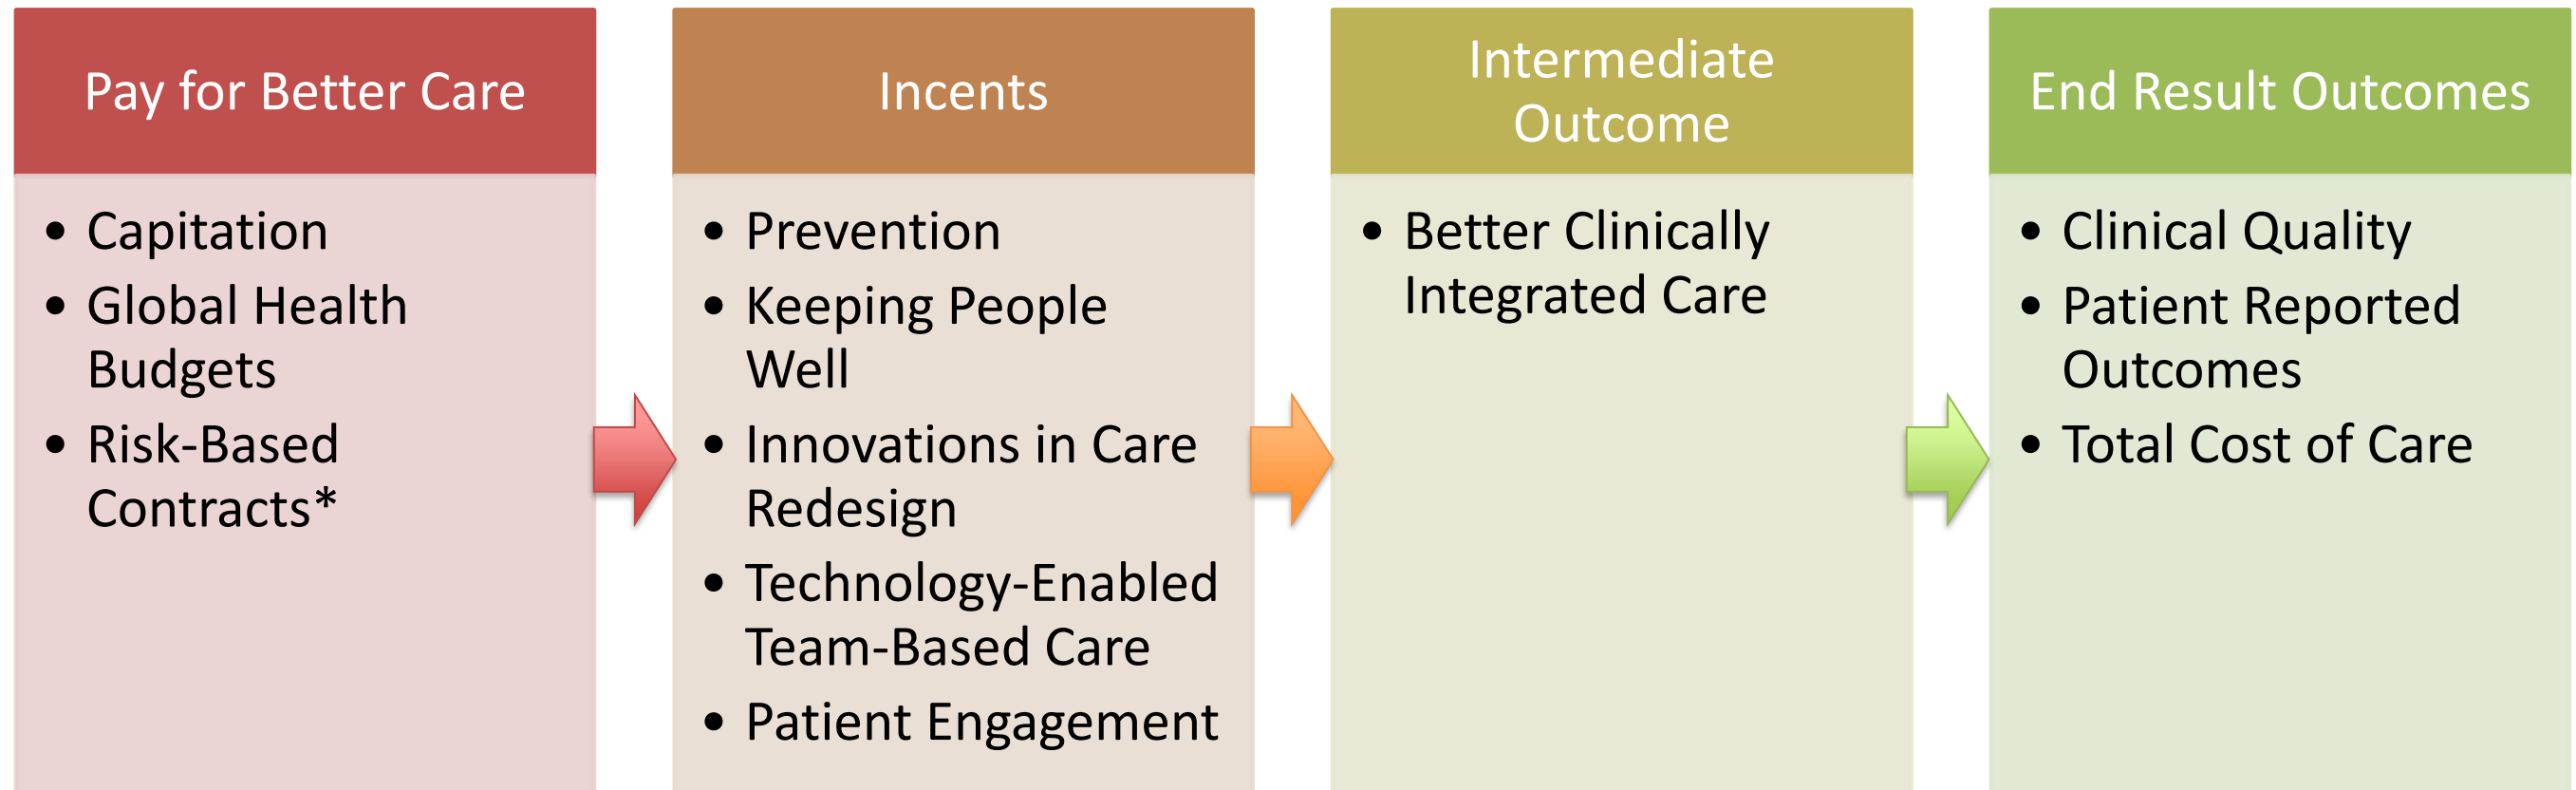 Pay for Better Care
• Capitation
• Global Health
Budgets
• Risk-Based
Contracts*
Incents
• Prevention
• Keeping People
Well
• Innovations in Care
Redesign
• Technology-Enabled
Team-Based Care
• Patient Engagement
Intermediate
Outcome
• Better Clinically
Integrated Care
End Result Outcomes
• Clinical Quality
• Patient Reported
Outcomes
• Total Cost of Care